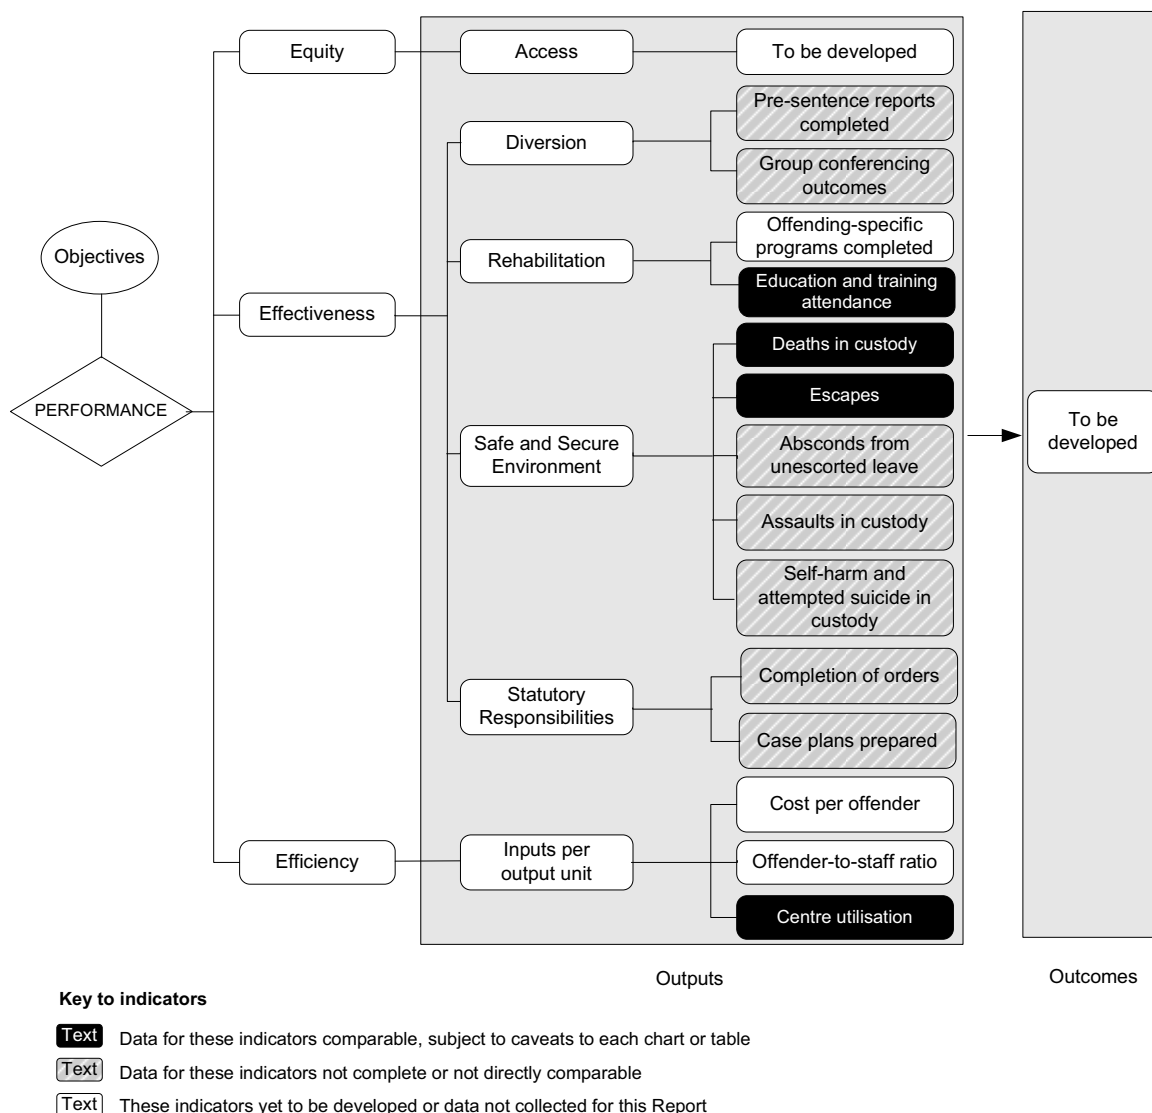 Equity
Access
To be developed
Pre-sentence reports
completed
Diversion
Group conferencing
outcomes
Objectives
Rehabilitation
Offending-specific
programs completed
Education and training
attendance
Effectiveness
Deaths in custody
Escapes
PERFORMANCE
Safe and Secure
Environment
Absconds from
unescorted leave
Assaults in custody
Self-harm and
attempted suicide in
custody
To be
developed
Statutory
Responsibilities
Completion of orders
Case plans prepared
Cost per offender
Efficiency
Inputs per
output unit
Offender-to-staff ratio
Centre utilisation
Outputs
Outcomes
Key to indicators
Text Data for these indicators comparable, subject to caveats to each chart or table
Text Data for these indicators not complete or not directly comparable
Text These indicators yet to be developed or data not collected for this Report